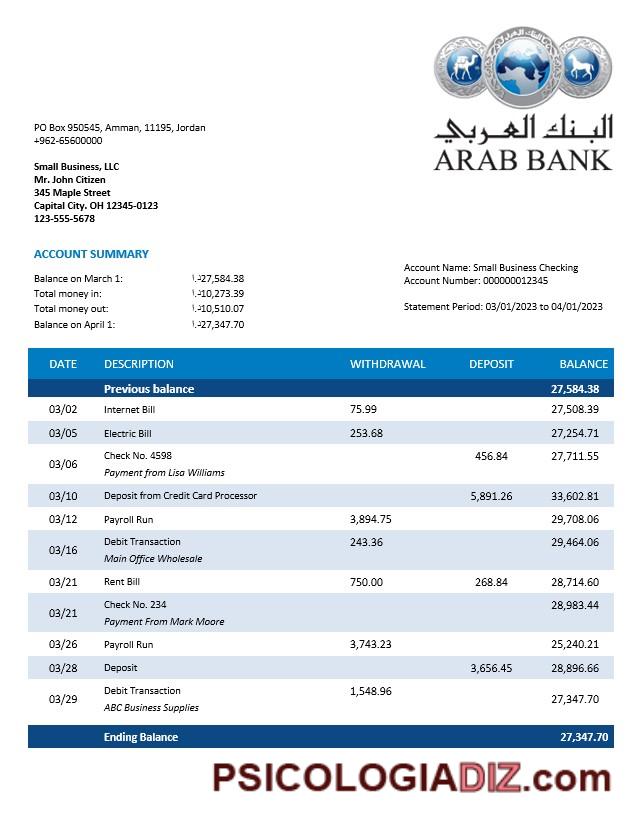 البنك العربي
ARAB BANK
PO Box 950545, Amman, 11195, Jordan
+962-65600000
Small Business, LLC
Mr. John Citizen
345 Maple Street
Capital City. OH 12345-0123
123-555-5678
ACCOUNT SUMMARY
Balance on March 1: د.ا27,584.38
Total money in: د.ا10,273.39
Total money out: د.ا10,510.07
Balance on April 1: د.ا27,347.70
Account Name: Small Business Checking
Account Number: 000000012345
Statement Period: 03/01/2023 to 04/01/2023
DATE DESCRIPTION WITHDRAWAL DEPOSIT BALANCE
Previous balance 27,584.38
03/02 Internet Bill 75.99 27,508.39
03/05 Electric Bill 253.68 27,254.71
03/06 Check No. 4598 456.84 27,711.55
Payment from Lisa Williams
03/10 Deposit from Credit Card Processor 5,891.26 33,602.81
03/12 Payroll Run 3,894.75 29,708.06
03/16 Debit Transaction 243.36 29,464.06
Main Office Wholesale
03/21 Rent Bill 750.00 268.84 28,714.60
03/21 Check No. 234 28,983.44
Payment From Mark Moore
03/26 Payroll Run 3,743.23 25,240.21
03/28 Deposit 3,656.45 28,896.66
03/29 Debit Transaction 1,548.96 27,347.70
ABC Business Supplies
Ending Balance 27,347.70
PSICOLOGIADIZ.com